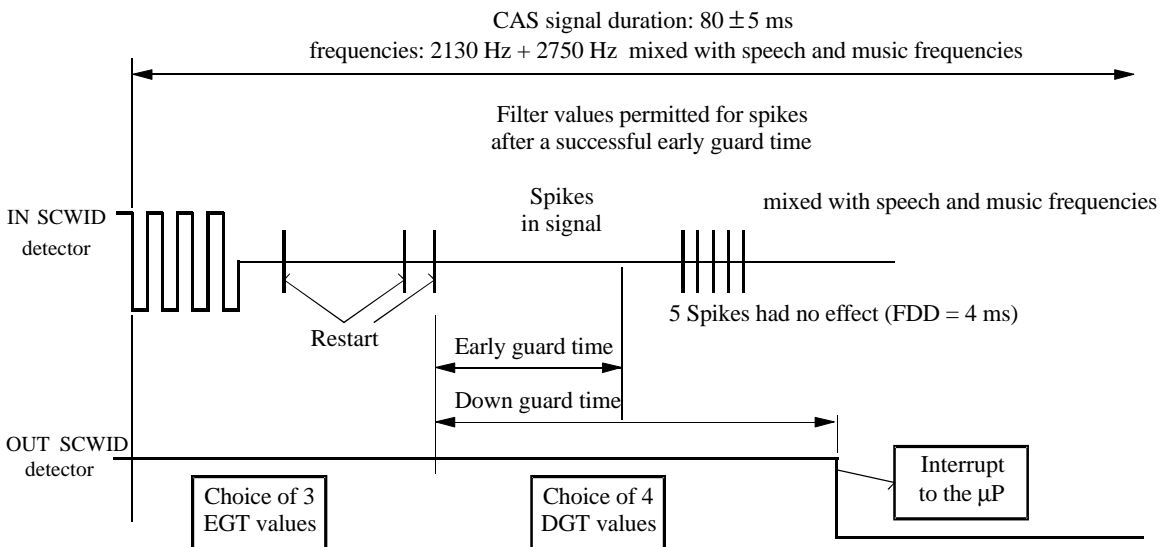 CAS signal duration: 80 ± 5 ms
frequencies: 2130 Hz + 2750 Hz mixed with speech and music frequencies
Filter values permitted for spikes
after a successful early guard time
IN SCWID
detector
Spikes
in signal
mixed with speech and music frequencies
Restart
5 Spikes had no effect (FDD = 4 ms)
Early guard time
Down guard time
OUT SCWID
detector
Choice of 3
EGT values
Choice of 4
DGT values
Interrupt
to the μP